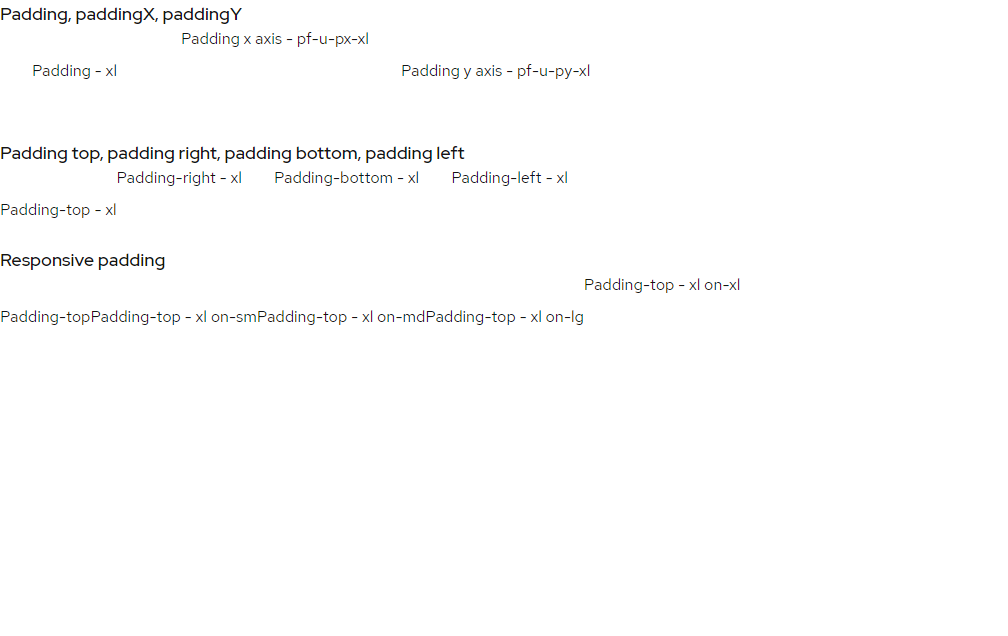 Padding, paddingX, paddingY
Padding x axis - pf-u-px-xl
Padding - xl
Padding y axis - pf-u-py-xl
Padding top, padding right, padding bottom, padding left
Padding-right - xl
Padding-bottom - xl
Padding-left - xl
Padding-top - xl
Responsive padding
Padding-top - xl on-xl
Padding-topPadding-top - xl on-smPadding-top - xl on-mdPadding-top - xl on-lg